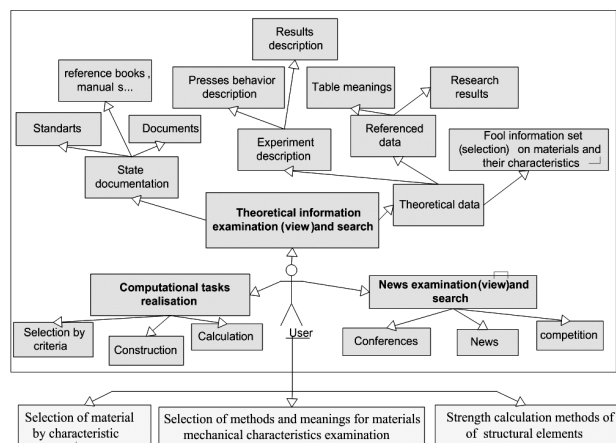 Results
description
reference books ,
manual s...
Presses behavior
description
Table meanings
Research
results
Standarts
Documents
Experiment
description
Referenced
data
Fool information set
(selection) on materials and
their characteristics
State
documentation
Theoretical data
Theoretical information
examination (view)and search
Computational tasks
realisation
News examination(view)and
search
User
Selection by
criteria
Construction
Calculation
Conferences
News
competition
Selection of material
by characteristic
Selection of methods and meanings for materials
mechanical characteristics examination
Strength calculation methods of
of structural elements